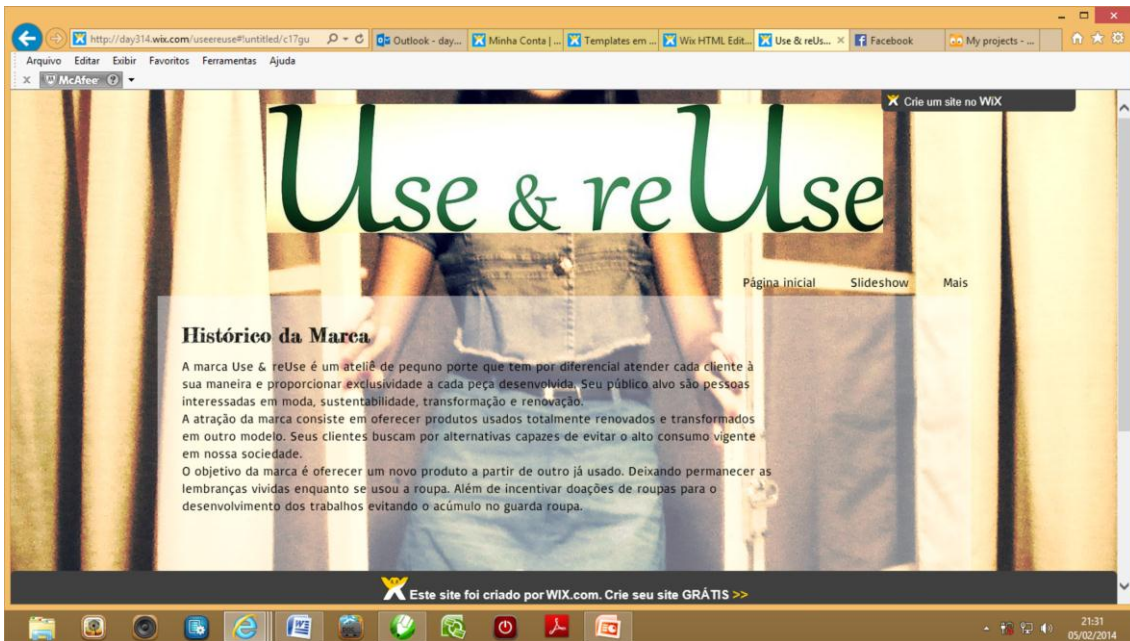 http://day314.wix.com/useereuse#!untitled/c17gu
Outlook - day...
Minha Conta | ...
Templates em ...
Wix HTML Edit...
Use & reUs...
Facebook
My projects - ...
Arquivo Editar Exibir Favoritos Ferramentas Ajuda
McAfee
Crie um site no WiX
Use & reUse
Página inicial Slideshow Mais
Histórico da Marca
A marca Use & reUse é um ateliê de pequno porte que tem por diferencial atender cada cliente à
sua maneira e proporcionar exclusividade a cada peça desenvolvida. Seu público alvo são pessoas
interessadas em moda, sustentabilidade, transformação e renovação.
A atração da marca consiste em oferecer produtos usados totalmente renovados e transformados
em outro modelo. Seus clientes buscam por alternativas capazes de evitar o alto consumo vigente
em nossa sociedade.
O objetivo da marca é oferecer um novo produto a partir de outro já usado. Deixando permanecer as
lembranças vividas enquanto se usou a roupa. Além de incentivar doações de roupas para o
desenvolvimento dos trabalhos evitando o acúmulo no guarda roupa.
Este site foi criado por WIX.com. Crie seu site GRÁTIS >>
21:31
05/02/2014